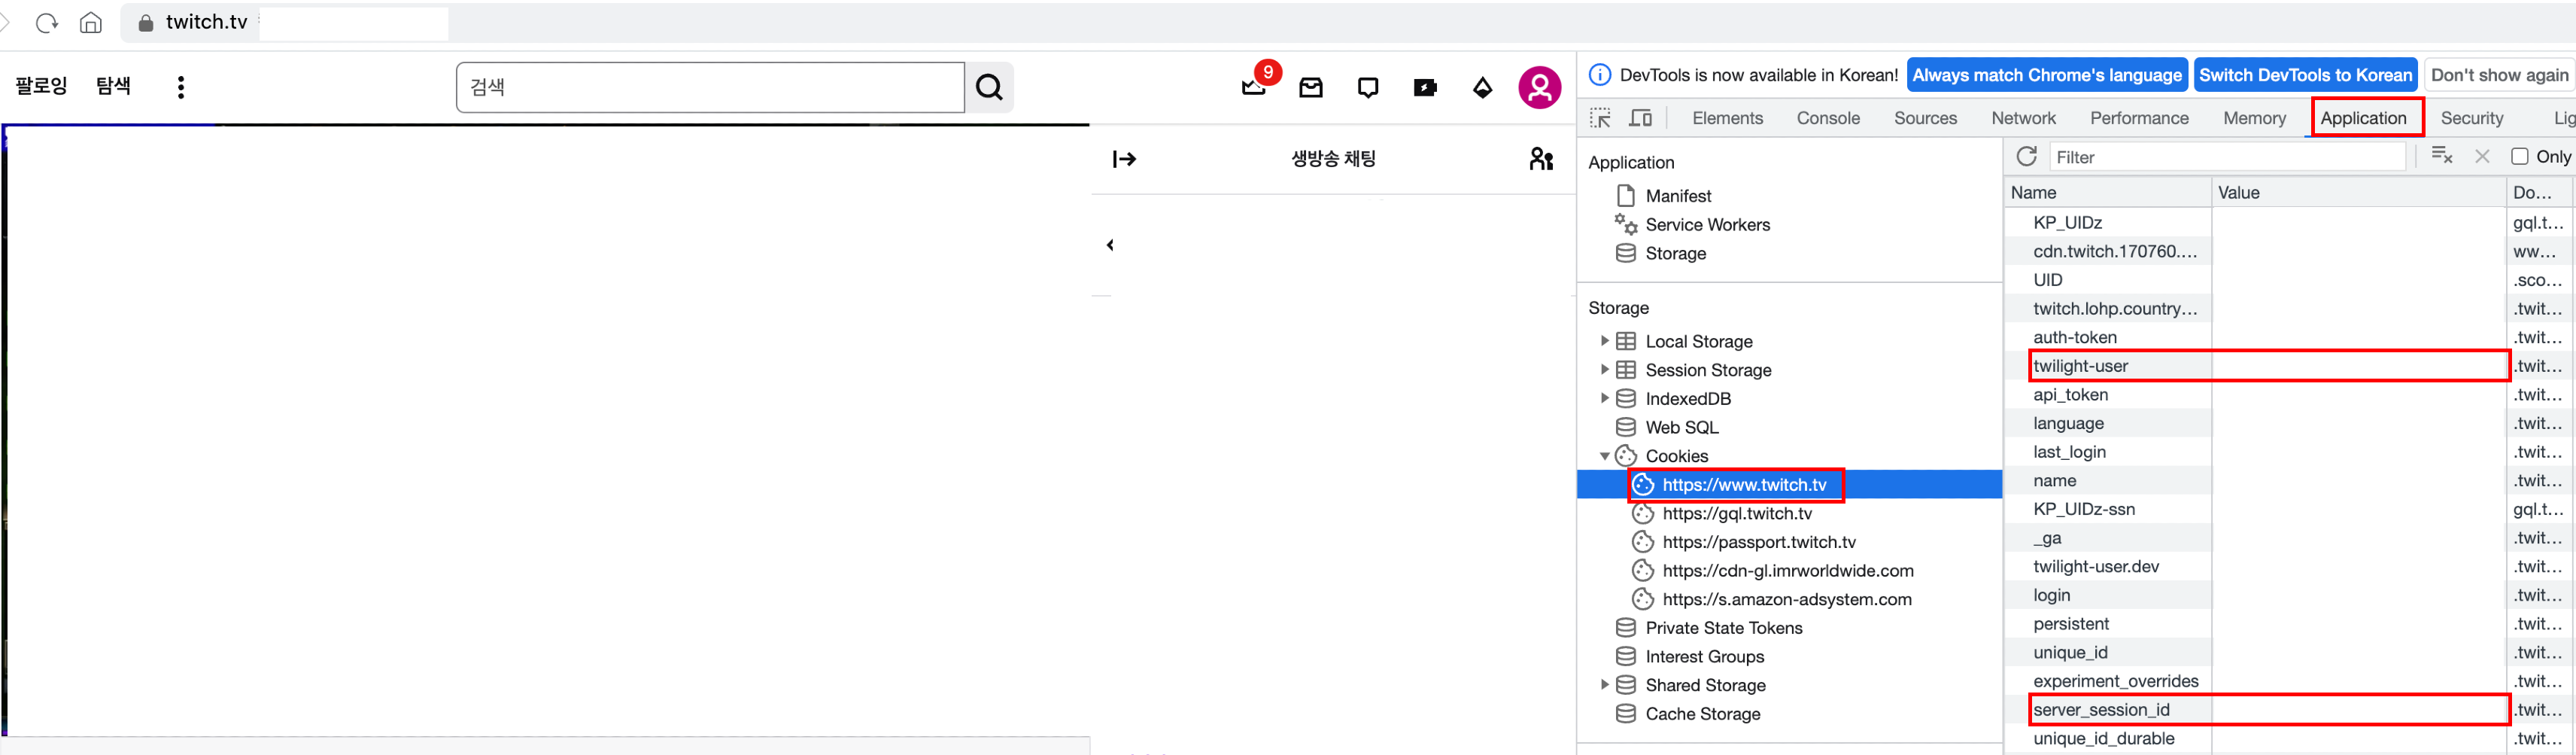 twitch.tv
팔로잉 탐색
검색
9
생방송 채팅
DevTools is now available in Korean! Always match Chrome's language Switch DevTools to Korean Don't show again
Elements Console Sources Network Performance Memory Application Security Lig
Application
Manifest
Service Workers
Storage
Storage
Local Storage
Session Storage
IndexedDB
Web SQL
Cookies
https://www.twitch.tv
https://gql.twitch.tv
https://passport.twitch.tv
https://cdn-gl.imrworldwide.com
https://s.amazon-adsystem.com
Private State Tokens
Interest Groups
Shared Storage
Cache Storage
Filter Only
Name Value Do...
KP_UIDz gql.t...
cdn.twitch.170760.... ww...
UID .sco...
twitch.lohp.country... .twit...
auth-token .twit...
twilight-user .twit...
api_token .twit...
language .twit...
last_login .twit...
name .twit...
KP_UIDz-ssn gql.t...
_ga .twit...
twilight-user.dev .twit...
login .twit...
persistent .twit...
unique_id .twit...
experiment_overrides .twit...
server_session_id .twit...
unique_id_durable .twit...